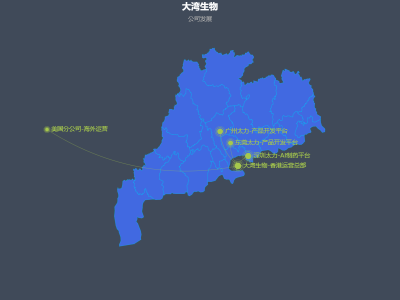 大湾生物
公司发展
美国分公司-海外运营
广州太力-产品开发平台
东莞太力-产品开发平台
深圳太力-AI制药平台
大湾生物-香港运营总部